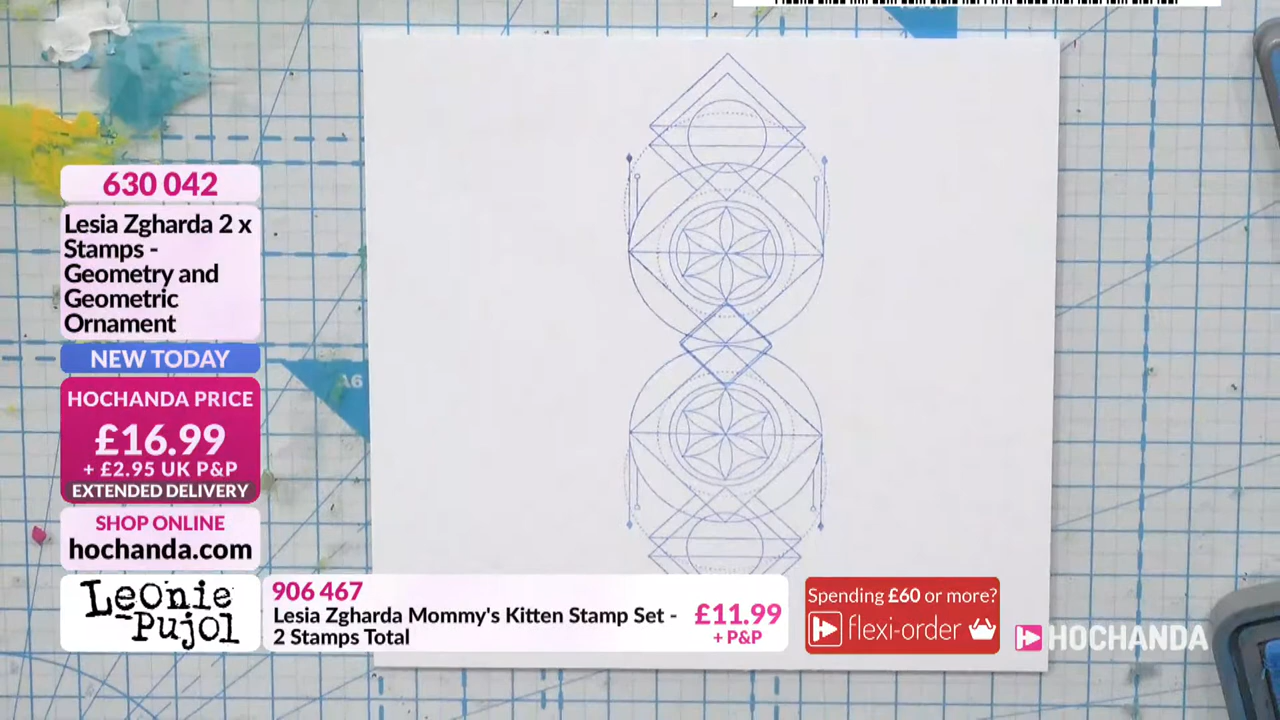 630 042
Lesia Zgharda 2 x
Stamps -
Geometry and
Geometric
Ornament
NEW TODAY
HOCHANDA PRICE
£16.99
+ £2.95 UK P&P
EXTENDED DELIVERY
SHOP ONLINE
hochanda.com
Leonie
Pujol
A6
906 467
Lesia Zgharda Mommy's Kitten Stamp Set -
2 Stamps Total
£11.99
+ P&P
Spending £60 or more?
flexi-order
HOCHANDA